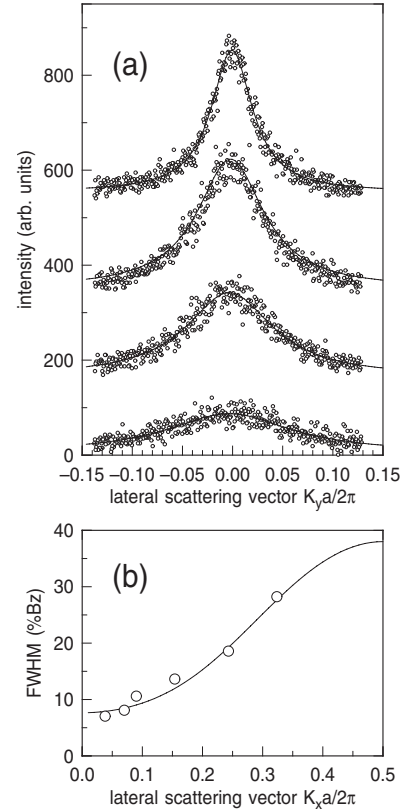 (a)
800
600
400
200
0
intensity (arb. units)
−0.15 −0.10 −0.05 0.00 0.05 0.10 0.15
lateral scattering vector Kya/2π
(b)
40
30
20
10
0
FWHM (%Bz)
0.0 0.1 0.2 0.3 0.4 0.5
lateral scattering vector Kxa/2π